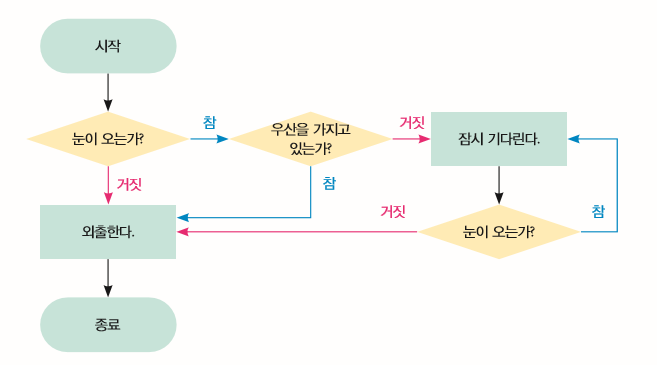 시작
눈이 오는가?
참
우산을 가지고
있는가?
거짓
잠시 기다린다.
거짓
참
외출한다.
거짓
눈이 오는가?
참
종료